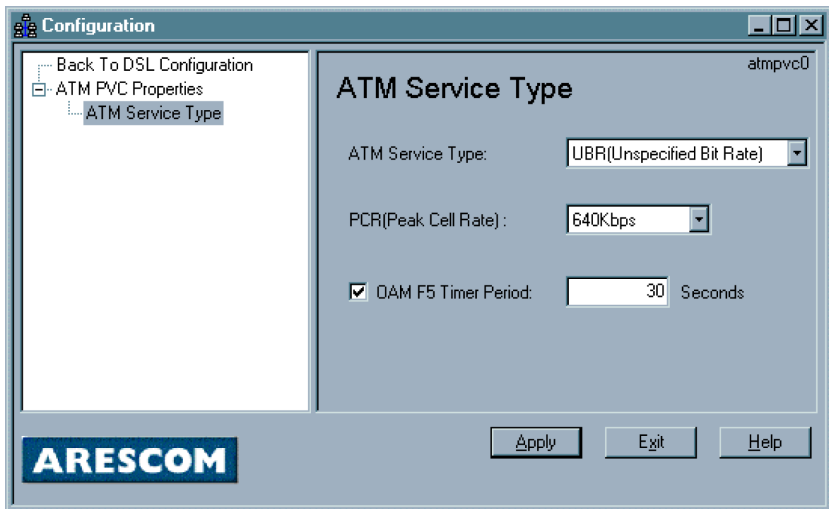 Configuration
Back To DSL Configuration
ATM PVC Properties
ATM Service Type
atmpvc0
ATM Service Type
ATM Service Type: UBR(Unspecified Bit Rate)
PCR(Peak Cell Rate) : 640Kbps
OAM F5 Timer Period: 30 Seconds
ARESCOM
Apply Exit Help